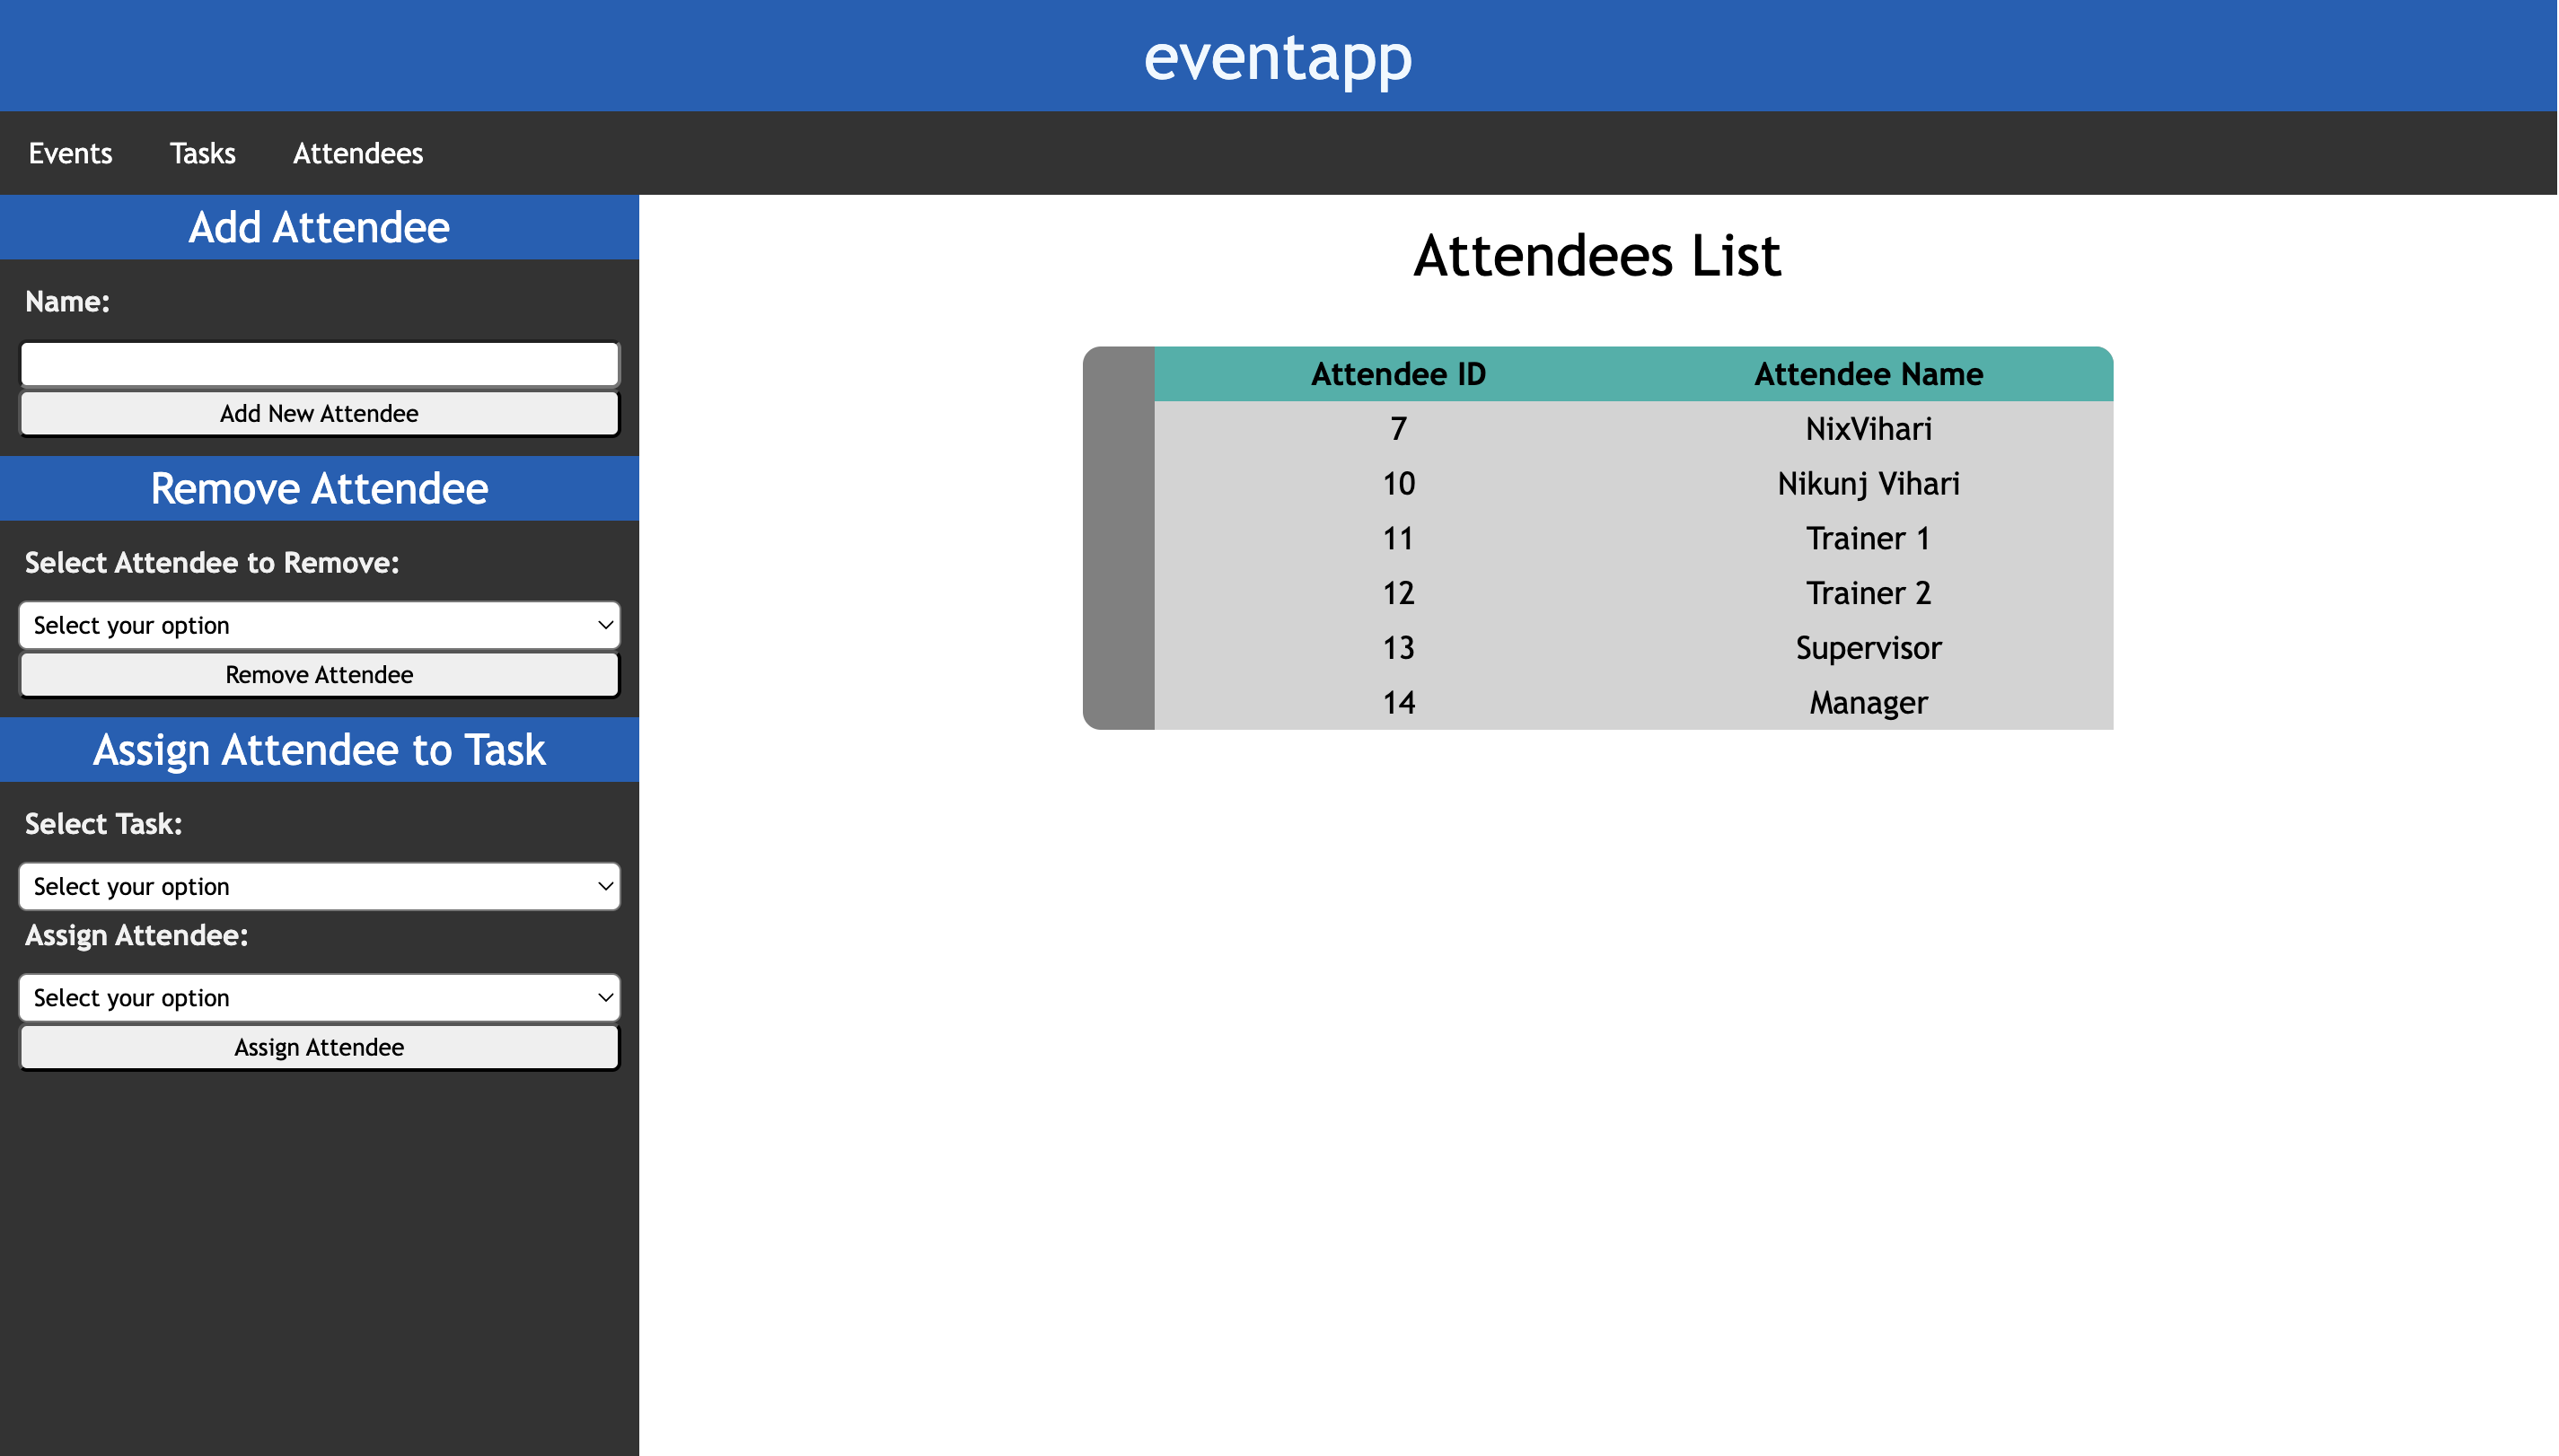 eventapp
Events Tasks Attendees
Add Attendee
Name:
Add New Attendee
Remove Attendee
Select Attendee to Remove:
Select your option
Remove Attendee
Assign Attendee to Task
Select Task:
Select your option
Assign Attendee:
Select your option
Assign Attendee
Attendees List
Attendee ID Attendee Name
7 NixVihari
10 Nikunj Vihari
11 Trainer 1
12 Trainer 2
13 Supervisor
14 Manager